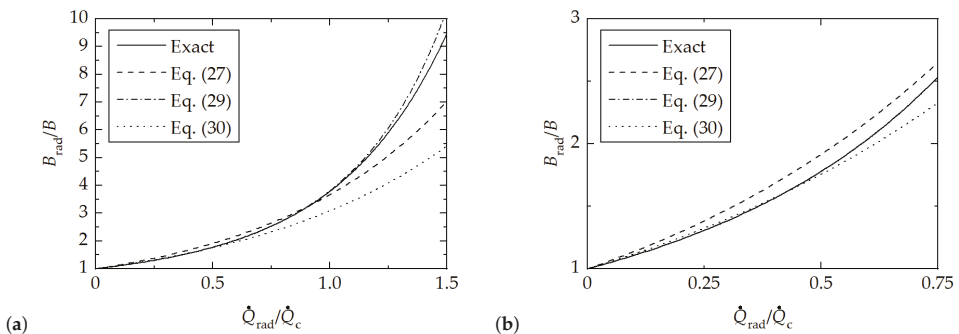 10
9
8
7
6
5
4
3
2
1
B_rad/B
Exact
Eq. (27)
Eq. (29)
Eq. (30)
0
0.5
1.0
1.5
(a)
Q̇_rad/Q̇_c
3
2
1
B_rad/B
Exact
Eq. (27)
Eq. (29)
Eq. (30)
0
0.25
0.5
0.75
(b)
Q̇_rad/Q̇_c